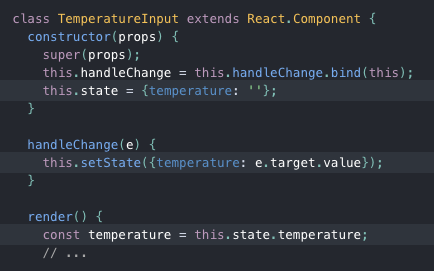 class TemperatureInput extends React.Component {
  constructor(props) {
    super(props);
    this.handleChange = this.handleChange.bind(this);
    this.state = {temperature: ''};
  }

  handleChange(e) {
    this.setState({temperature: e.target.value});
  }

  render() {
    const temperature = this.state.temperature;
    // ...